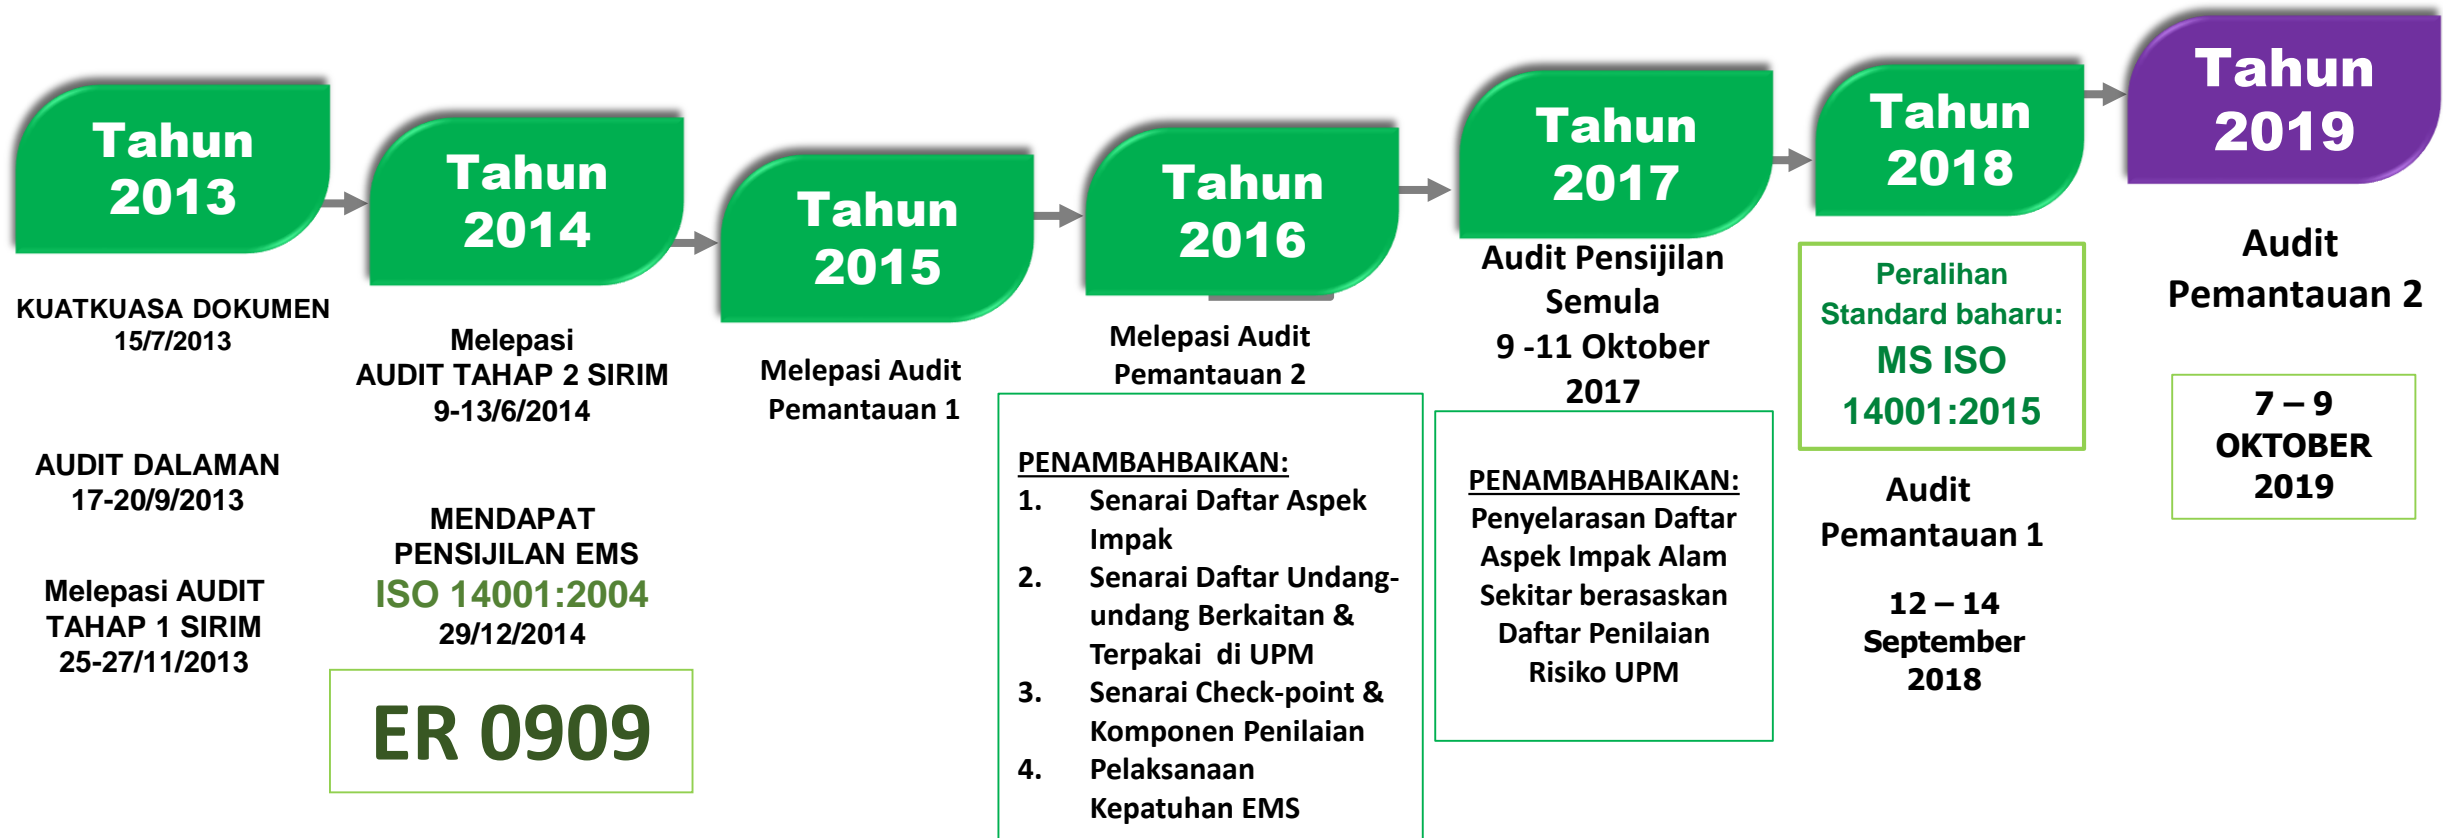 Tahun
2013
KUATKUASA DOKUMEN
15/7/2013
AUDIT DALAMAN
17-20/9/2013
Melepasi AUDIT
TAHAP 1 SIRIM
25-27/11/2013
Tahun
2014
Melepasi
AUDIT TAHAP 2 SIRIM
9-13/6/2014
MENDAPAT
PENSIJILAN EMS
ISO 14001:2004
29/12/2014
ER 0909
Tahun
2015
Melepasi Audit
Pemantauan 1
Tahun
2016
Melepasi Audit
Pemantauan 2
PENAMBAHBAIKAN:
1. Senarai Daftar Aspek
Impak
2. Senarai Daftar Undang-
undang Berkaitan &
Terpakai di UPM
3. Senarai Check-point &
Komponen Penilaian
4. Pelaksanaan
Kepatuhan EMS
Tahun
2017
Audit Pensijilan
Semula
9 -11 Oktober
2017
PENAMBAHBAIKAN:
Penyelarasan Daftar
Aspek Impak Alam
Sekitar berasaskan
Daftar Penilaian
Risiko UPM
Tahun
2018
Peralihan
Standard baharu:
MS ISO
14001:2015
Audit
Pemantauan 1
12 – 14
September
2018
Tahun
2019
Audit
Pemantauan 2
7 – 9
OKTOBER
2019